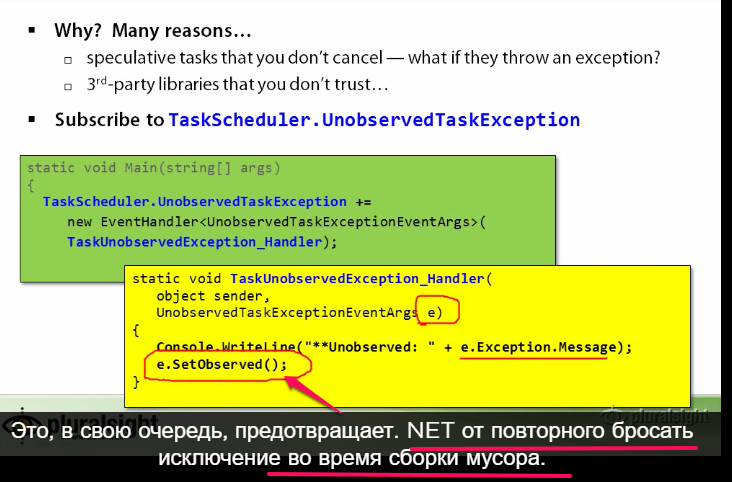 ▪ Why? Many reasons…
▫ speculative tasks that you don't cancel — what if they throw an exception?
▫ 3rd-party libraries that you don't trust…
▪ Subscribe to TaskScheduler.UnobservedTaskException
static void Main(string[] args)
{
TaskScheduler.UnobservedTaskException +=
new EventHandler<UnobservedTaskExceptionEventArgs>(
TaskUnobservedException_Handler);
static void TaskUnobservedException_Handler(
object sender,
UnobservedTaskExceptionEventArgs e)
{
Console.WriteLine("**Unobserved: " + e.Exception.Message);
e.SetObserved();
}
pluralsight
pluralsight
Это, в свою очередь, предотвращает. NET от повторного бросать
исключение во время сборки мусора.